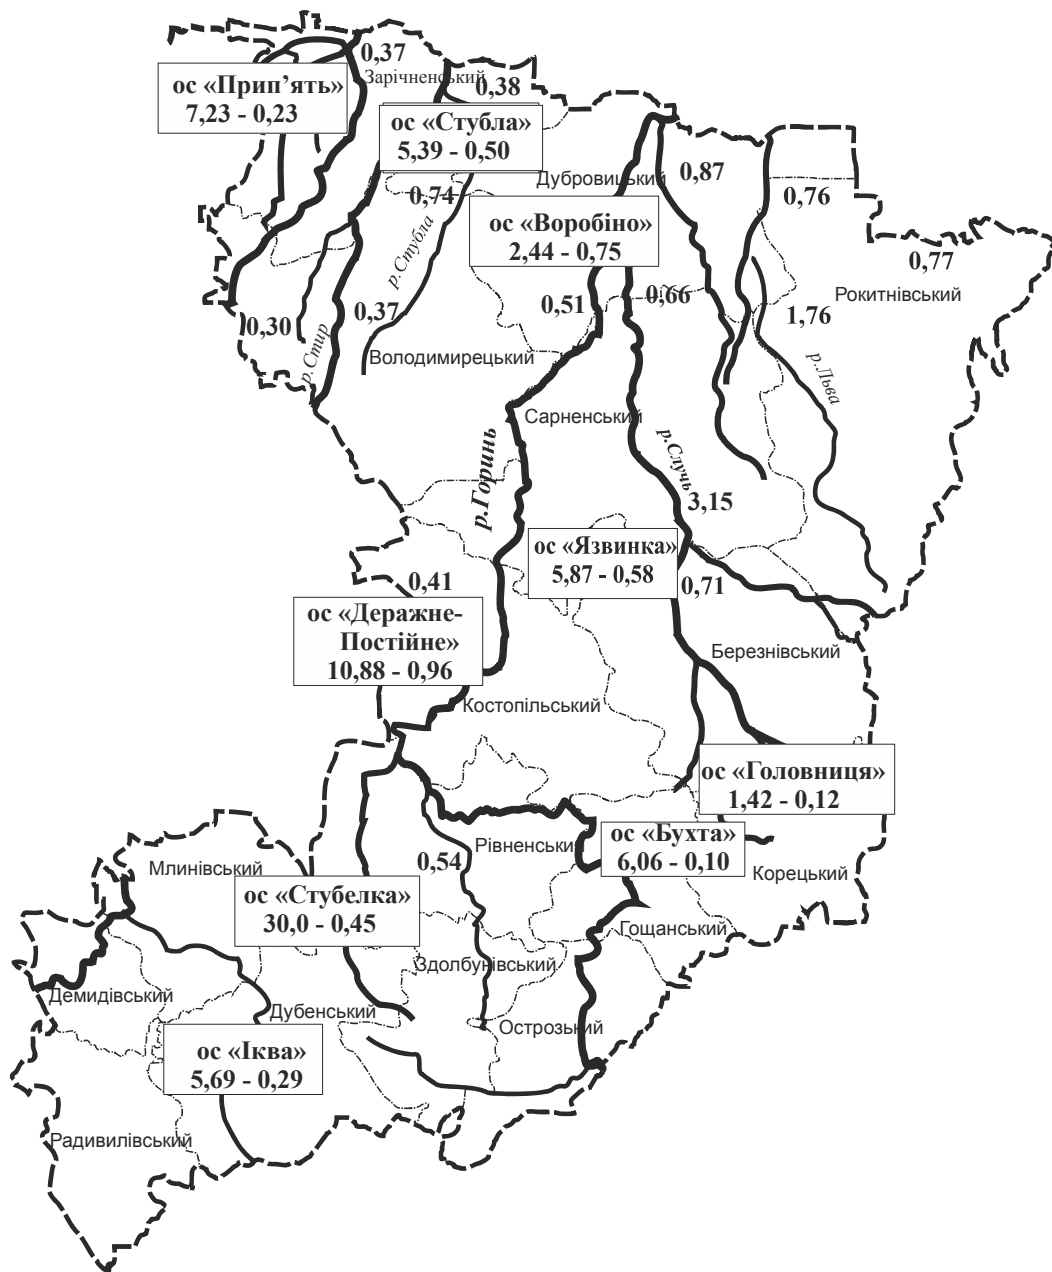 0,37
Зарічненський
ос «Прип’ять»
7,23 - 0,23
0,38
ос «Стубла»
5,39 - 0,50
0,87
Дубровицький
0,74
0,76
р.Стубла
ос «Воробіно»
2,44 - 0,75
0,77
0,66
Рокитнівський
0,51
0,37
1,76
0,30
р.Стир
Володимирецький
р.Льва
Сарненський
р.Горинь
р.Случь
3,15
ос «Язвинка»
5,87 - 0,58
0,41
0,71
ос «Деражне-
Постійне»
10,88 - 0,96
Березнівський
Костопільський
ос «Головниця»
1,42 - 0,12
ос «Бухта»
6,06 - 0,10
Рівненський
0,54
Млинівський
Корецький
ос «Стубелка»
30,0 - 0,45
Гощанський
Здолбунівський
Демидівський
Дубенський
Острозький
ос «Іква»
5,69 - 0,29
Радивилівський